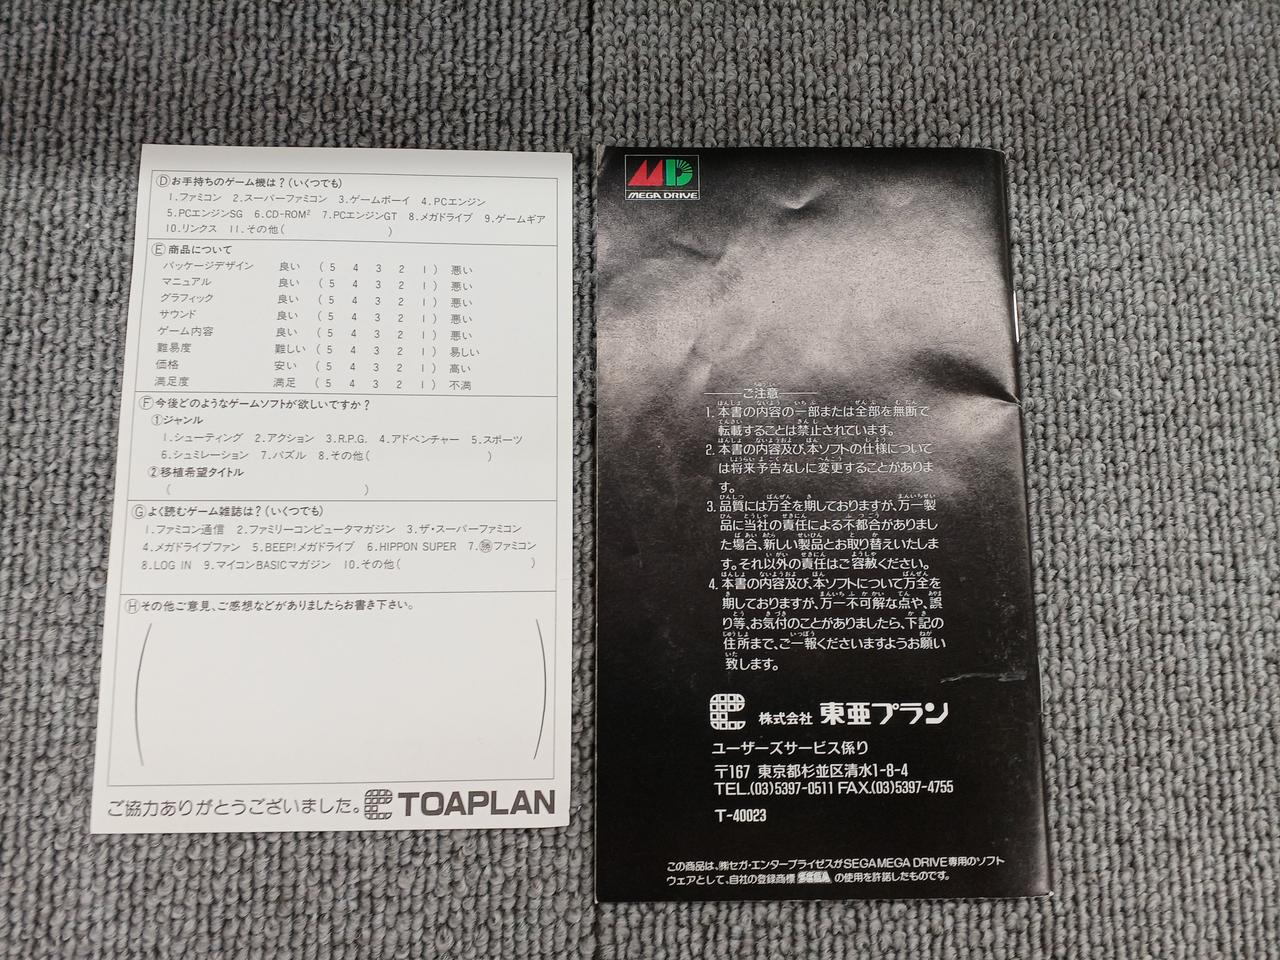 Ⓓお手持ちのゲーム機は？(いくつでも)
1.ファミコン 2.スーパーファミコン 3.ゲームボーイ 4.PCエンジン
5.PCエンジンSG 6.CD-ROM² 7.PCエンジンGT 8.メガドライブ 9.ゲームギア
10.リンクス 11.その他( )
Ⓔ商品について
パッケージデザイン 良い ( 5 4 3 2 1 ) 悪い
マニュアル 良い ( 5 4 3 2 1 ) 悪い
グラフィック 良い ( 5 4 3 2 1 ) 悪い
サウンド 良い ( 5 4 3 2 1 ) 悪い
ゲーム内容 良い ( 5 4 3 2 1 ) 悪い
難易度 難しい ( 5 4 3 2 1 ) 易しい
価格 安い ( 5 4 3 2 1 ) 高い
満足度 満足 ( 5 4 3 2 1 ) 不満
Ⓕ今後どのようなゲームソフトが欲しいですか？
①ジャンル
1.シューティング 2.アクション 3.R.P.G. 4.アドベンチャー 5.スポーツ
6.シュミレーション 7.パズル 8.その他( )
②移植希望タイトル
( )
Ⓖよく読むゲーム雑誌は？(いくつでも)
1.ファミコン通信 2.ファミリーコンピュータマガジン 3.ザ・スーパーファミコン
4.メガドライブファン 5.BEEP!メガドライブ 6.HIPPON SUPER 7.㊝ファミコン
8.LOG IN 9.マイコンBASICマガジン 10.その他( )
Ⓗその他ご意見、ご感想などがありましたらお書き下さい。
ご協力ありがとうございました。 TOAPLAN
MD
MEGA DRIVE
ご注意
1. 本書の内容の一部または全部を無断で
転載することは禁止されています。
2. 本書の内容及び、本ソフトの仕様について
は将来予告なしに変更することがありま
す。
3. 品質には万全を期しておりますが、万一製
品に当社の責任による不都合がありまし
た場合、新しい製品とお取り替えいたしま
す。それ以外の責任はご容赦ください。
4. 本書の内容及び、本ソフトについて万全を
期しておりますが、万一不可解な点や、誤
り等、お気付のことがありましたら、下記の
住所まで、ご一報くださいますようお願い
致します。
株式会社 東亜プラン
ユーザーズサービス係り
〒167 東京都杉並区清水1-8-4
TEL.(03)5397-0511 FAX.(03)5397-4755
T-40023
この商品は、㈱セガ・エンタープライゼスがSEGA MEGA DRIVE専用のソフト
ウェアとして、自社の登録商標 SEGA の使用を許諾したものです。